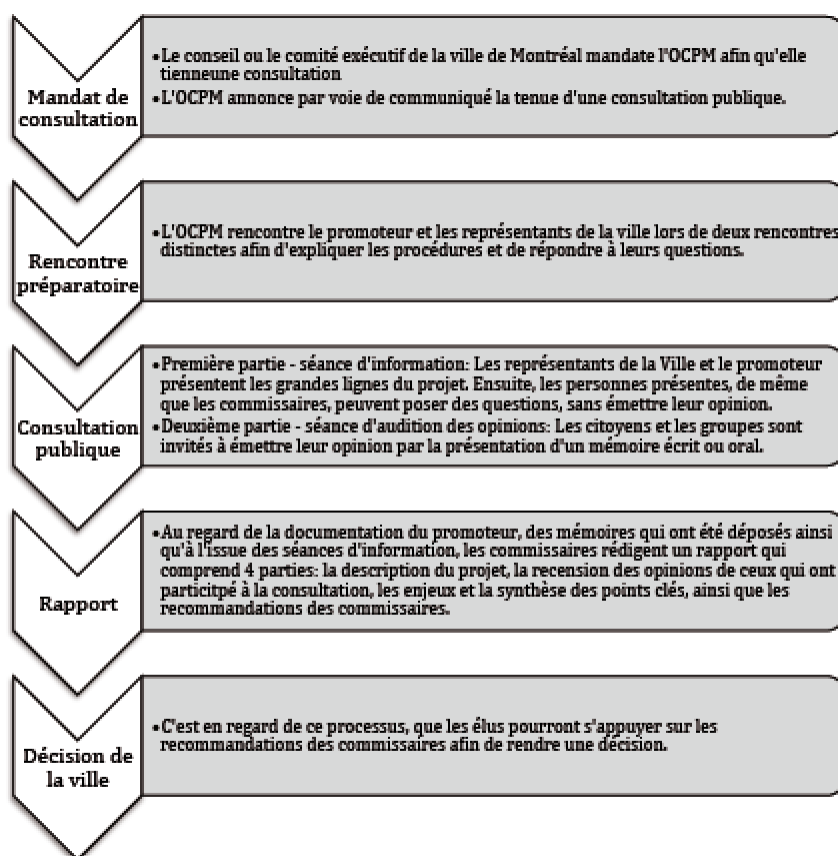 Mandat de
consultation
•Le conseil ou le comité exécutif de la ville de Montréal mandate l'OCPM afin qu'elle
tienneune consultation
•L'OCPM annonce par voie de communiqué la tenue d'une consultation publique.
Rencontre
préparatoire
•L'OCPM rencontre le promoteur et les représentants de la ville lors de deux rencontres
distinctes afin d'expliquer les procédures et de répondre à leurs questions.
Consultation
publique
•Première partie - séance d'information: Les représentants de la Ville et le promoteur
présentent les grandes lignes du projet. Ensuite, les personnes présentes, de même
que les commissaires, peuvent poser des questions, sans émettre leur opinion.
•Deuxième partie - séance d'audition des opinions: Les citoyens et les groupes sont
invités à émettre leur opinion par la présentation d'un mémoire écrit ou oral.
Rapport
•Au regard de la documentation du promoteur, des mémoires qui ont été déposés ainsi
qu'à l'issue des séances d'information, les commissaires rédigent un rapport qui
comprend 4 parties: la description du projet, la recension des opinions de ceux qui ont
particitpé à la consultation, les enjeux et la synthèse des points clés, ainsi que les
recommandations des commissaires.
Décision de
la ville
•C'est en regard de ce processus, que les élus pourront s'appuyer sur les
recommandations des commissaires afin de rendre une décision.